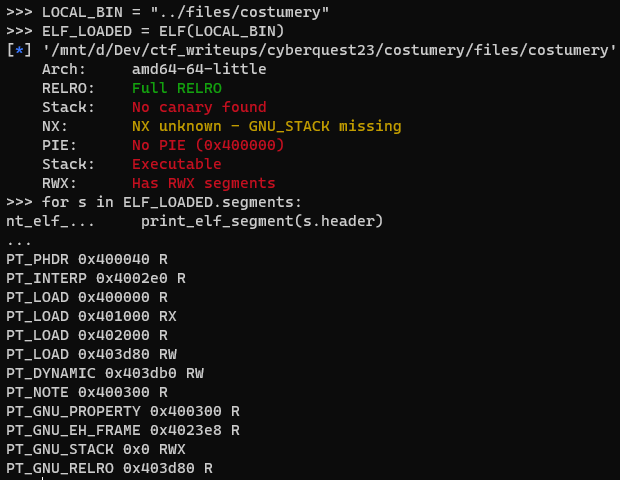 >>> LOCAL_BIN = "../files/costumery"
>>> ELF_LOADED = ELF(LOCAL_BIN)
[*] '/mnt/d/Dev/ctf_writeups/cyberquest23/costumery/files/costumery'
    Arch:     amd64-64-little
    RELRO:    Full RELRO
    Stack:    No canary found
    NX:       NX unknown - GNU_STACK missing
    PIE:      No PIE (0x400000)
    Stack:    Executable
    RWX:      Has RWX segments
>>> for s in ELF_LOADED.segments:
nt_elf_...     print_elf_segment(s.header)
...
PT_PHDR 0x400040 R
PT_INTERP 0x4002e0 R
PT_LOAD 0x400000 R
PT_LOAD 0x401000 RX
PT_LOAD 0x402000 R
PT_LOAD 0x403d80 RW
PT_DYNAMIC 0x403db0 RW
PT_NOTE 0x400300 R
PT_GNU_PROPERTY 0x400300 R
PT_GNU_EH_FRAME 0x4023e8 R
PT_GNU_STACK 0x0 RWX
PT_GNU_RELRO 0x403d80 R